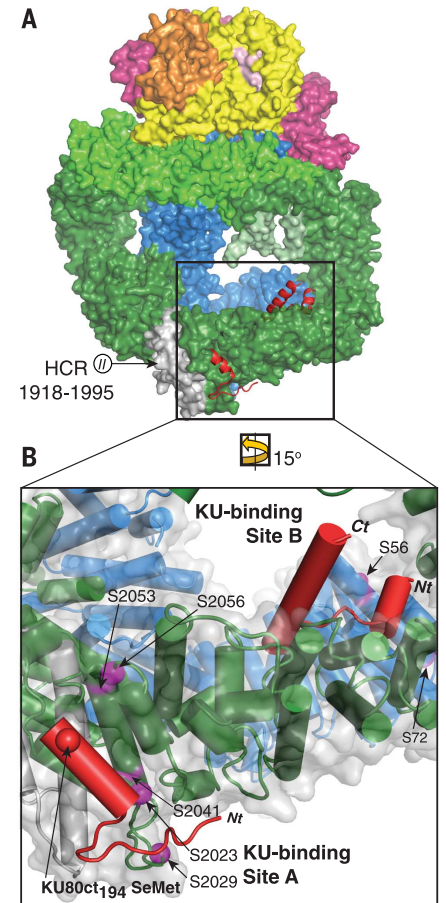 A
HCR II
1918-1995
15°
B
KU-binding
Site B
Ct
S56
Nt
S2053
S2056
S72
S2041
Nt
S2023
KU-binding
Site A
S2029
KU80ct194 SeMet